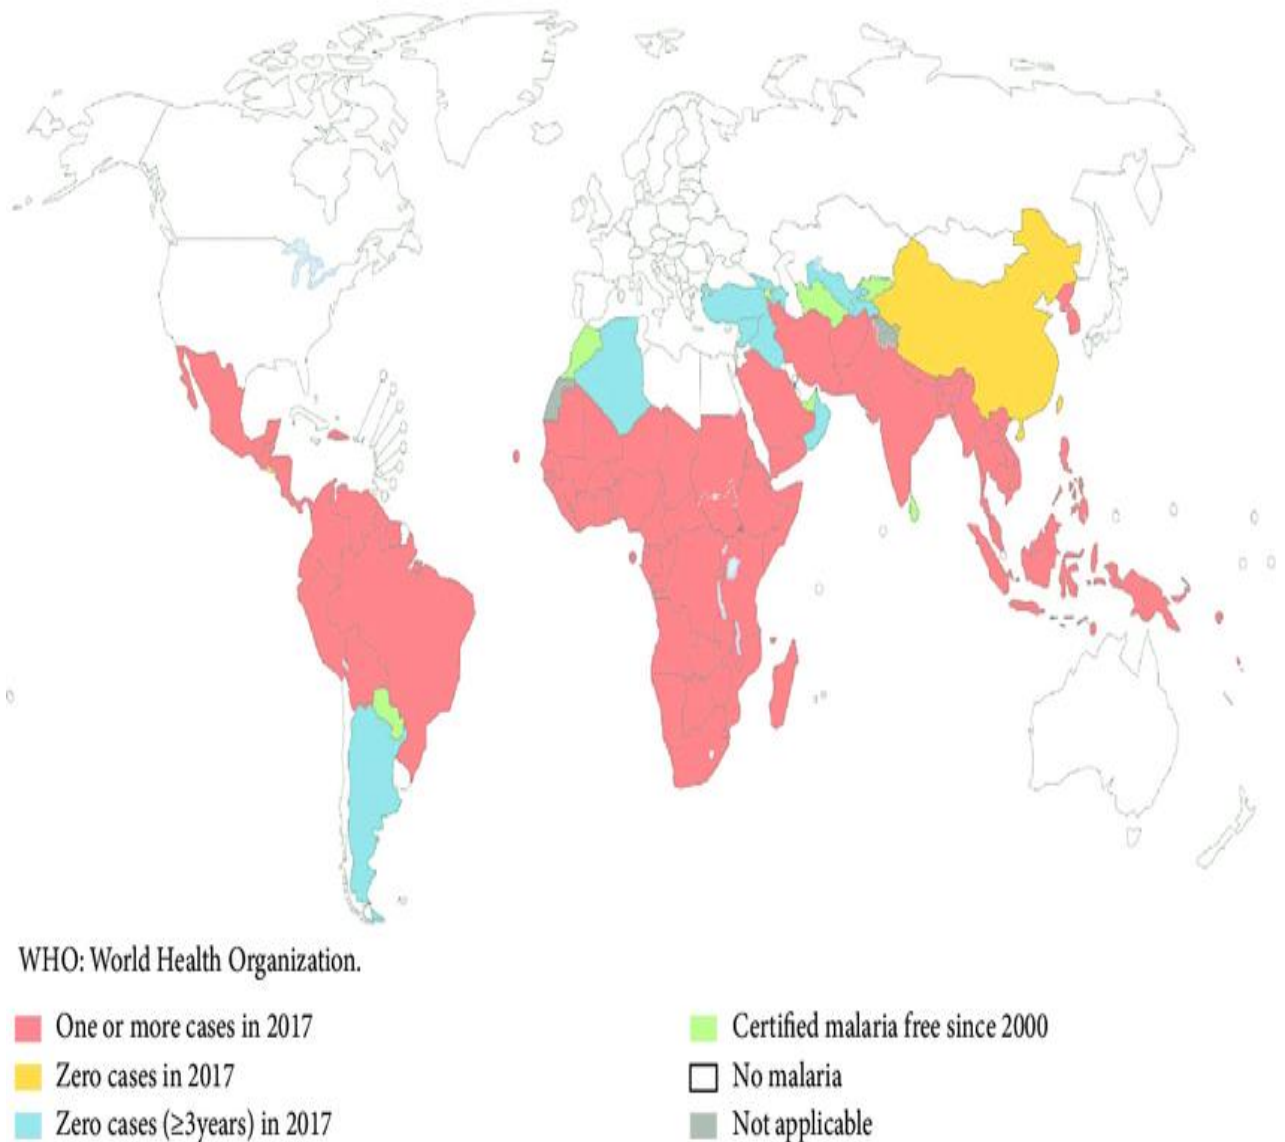 WHO: World Health Organization.
One or more cases in 2017
Zero cases in 2017
Zero cases (≥3years) in 2017
Certified malaria free since 2000
No malaria
Not applicable